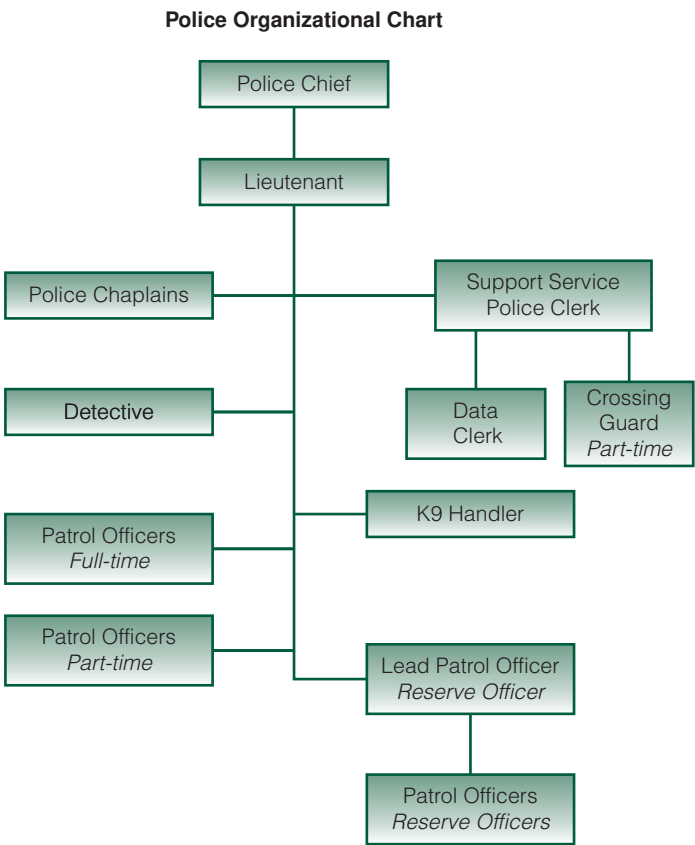 Police Organizational Chart
Police Chief
Lieutenant
Police Chaplains
Support Service
Police Clerk
Detective
Data
Clerk
Crossing
Guard
Part-time
K9 Handler
Patrol Officers
Full-time
Patrol Officers
Part-time
Lead Patrol Officer
Reserve Officer
Patrol Officers
Reserve Officers